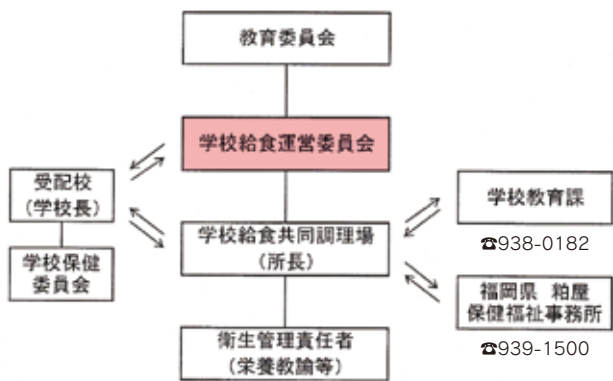 教育委員会
学校給食運営委員会
受配校
(学校長)
学校教育課
☎938-0182
学校給食共同調理場
(所長)
学校保健
委員会
福岡県 粕屋
保健福祉事務所
☎939-1500
衛生管理責任者
(栄養教諭等)